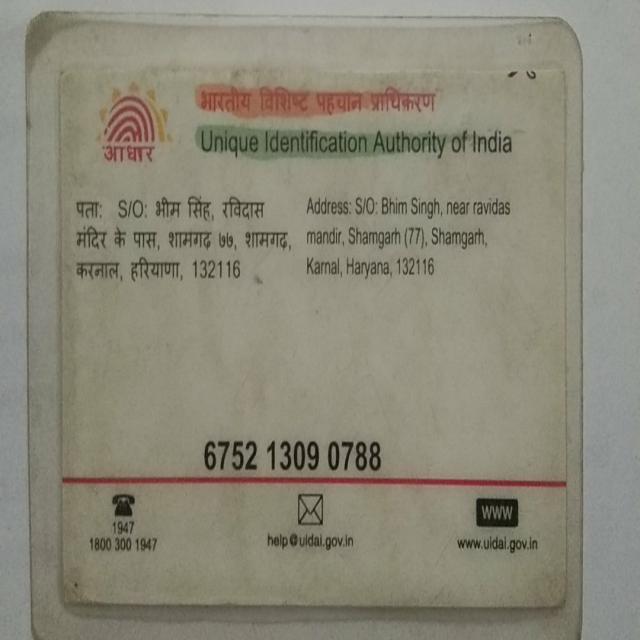 भारतीय विशिष्ट पहचान प्राधिकरण
Unique Identification Authority of India
आधार
पता: S/O: भीम सिंह, रविदास
मंदिर के पास, शामगढ़ ७७, शामगढ़,
करनाल, हरियाणा, 132116
Address: S/O: Bhim Singh, near ravidas
mandir, Shamgarh (77), Shamgarh,
Karnal, Haryana, 132116
6752 1309 0788
1947
1800 300 1947
help@uidai.gov.in
WWW
www.uidai.gov.in